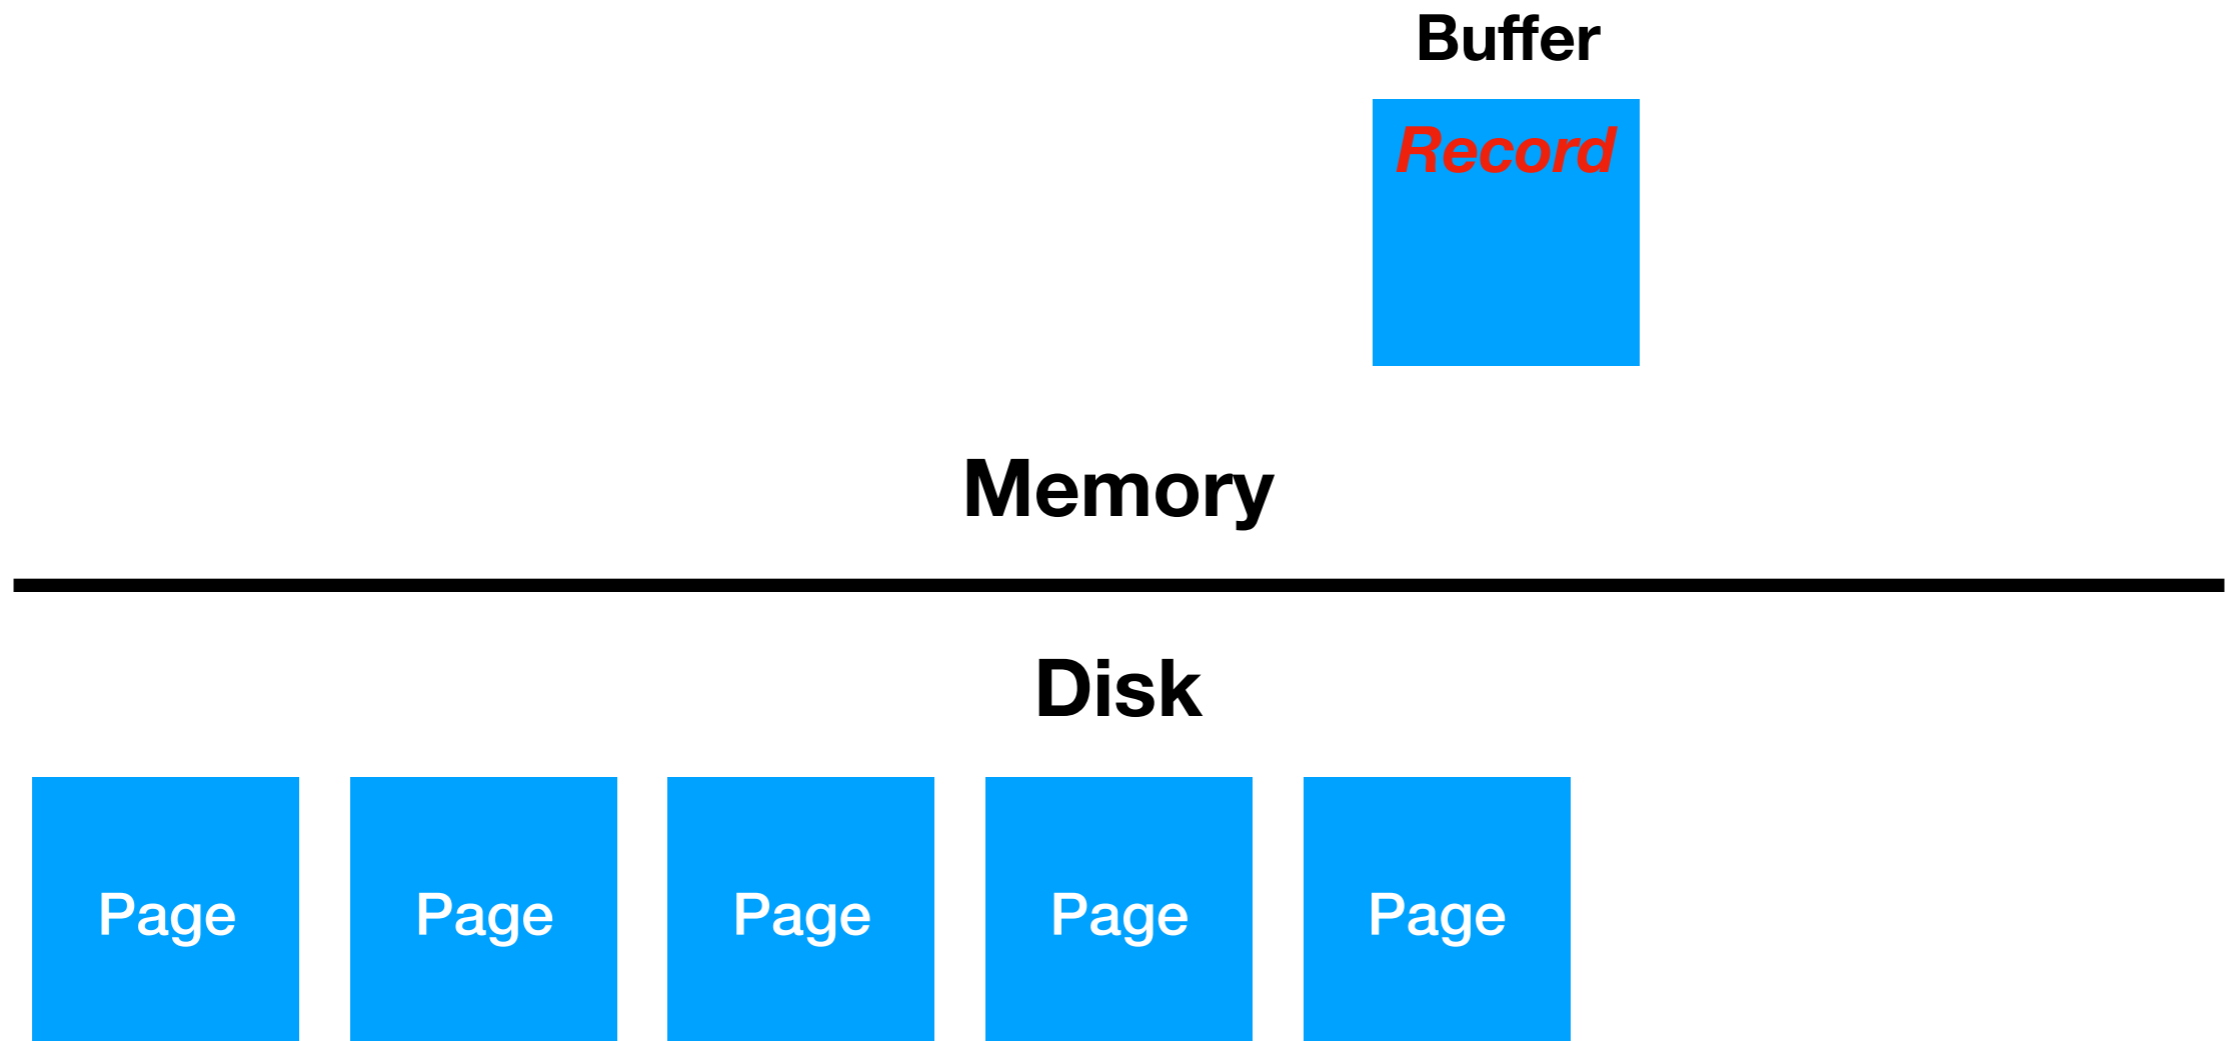 Buffer
Record
Memory
Disk
Page Page Page Page Page